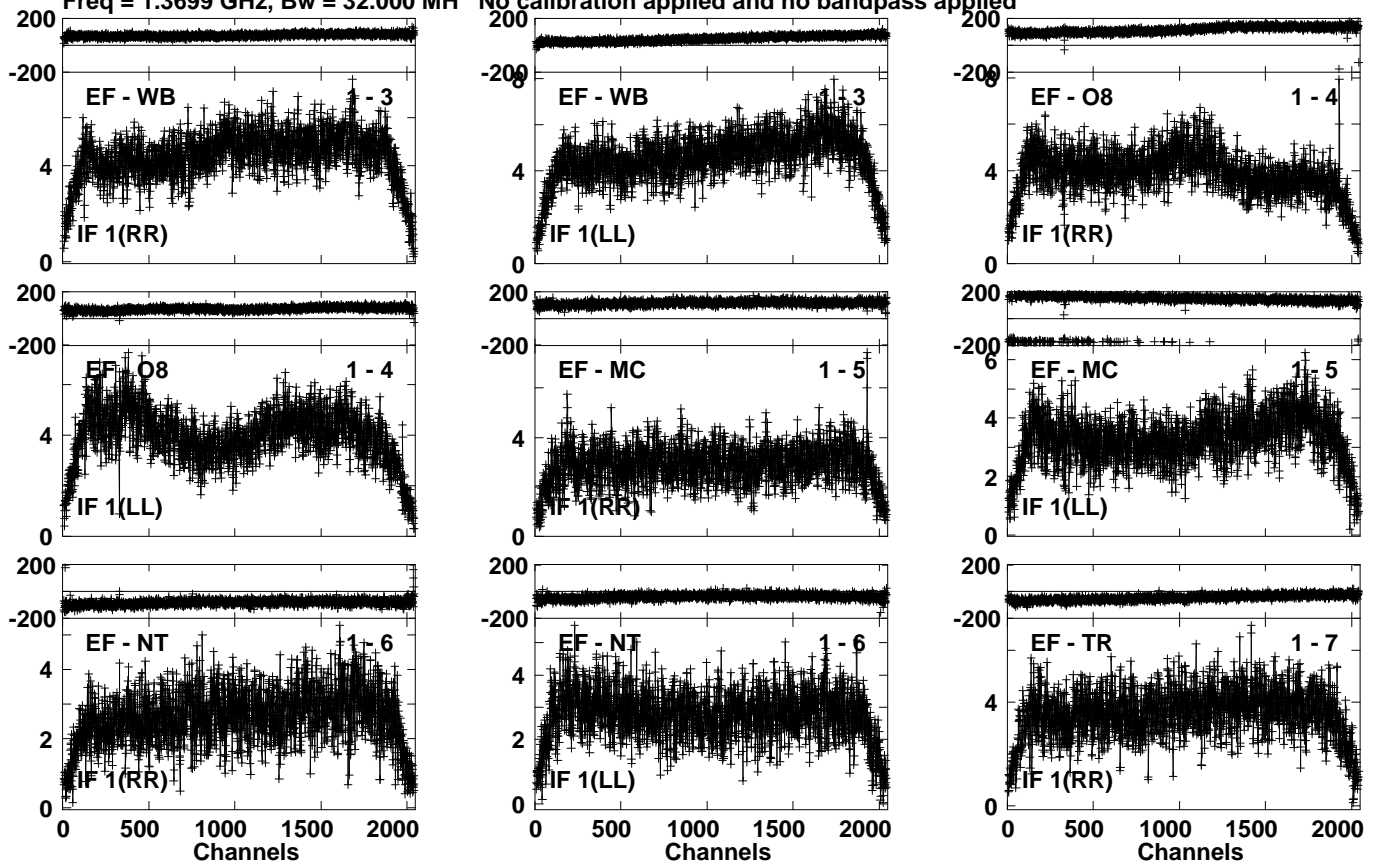 Freq = 1.3699 GHz, Bw = 32.000 MH No calibration applied and no bandpass applied
200 200 200
-200 -200 -200
8 8
EF - WB 1 - 3 EF - WB 1 - 3 EF - O8 1 - 4
4 4 4
IF 1(RR) IF 1(LL) IF 1(RR)
0 0 0
200 200 200
-200 -200 -200
6
EF - O8 1 - 4 EF - MC 1 - 5 EF - MC 1 - 5
4 4 4
2
IF 1(LL) IF 1(RR) IF 1(LL)
0 0 0
200 200 200
-200 -200 -200
EF - NT 1 - 6 EF - NT 1 - 6 EF - TR 1 - 7
4 4 4
2 2
IF 1(RR) IF 1(LL) IF 1(RR)
0 0 0
0 500 1000 1500 2000 0 500 1000 1500 2000 0 500 1000 1500 2000
Channels Channels Channels